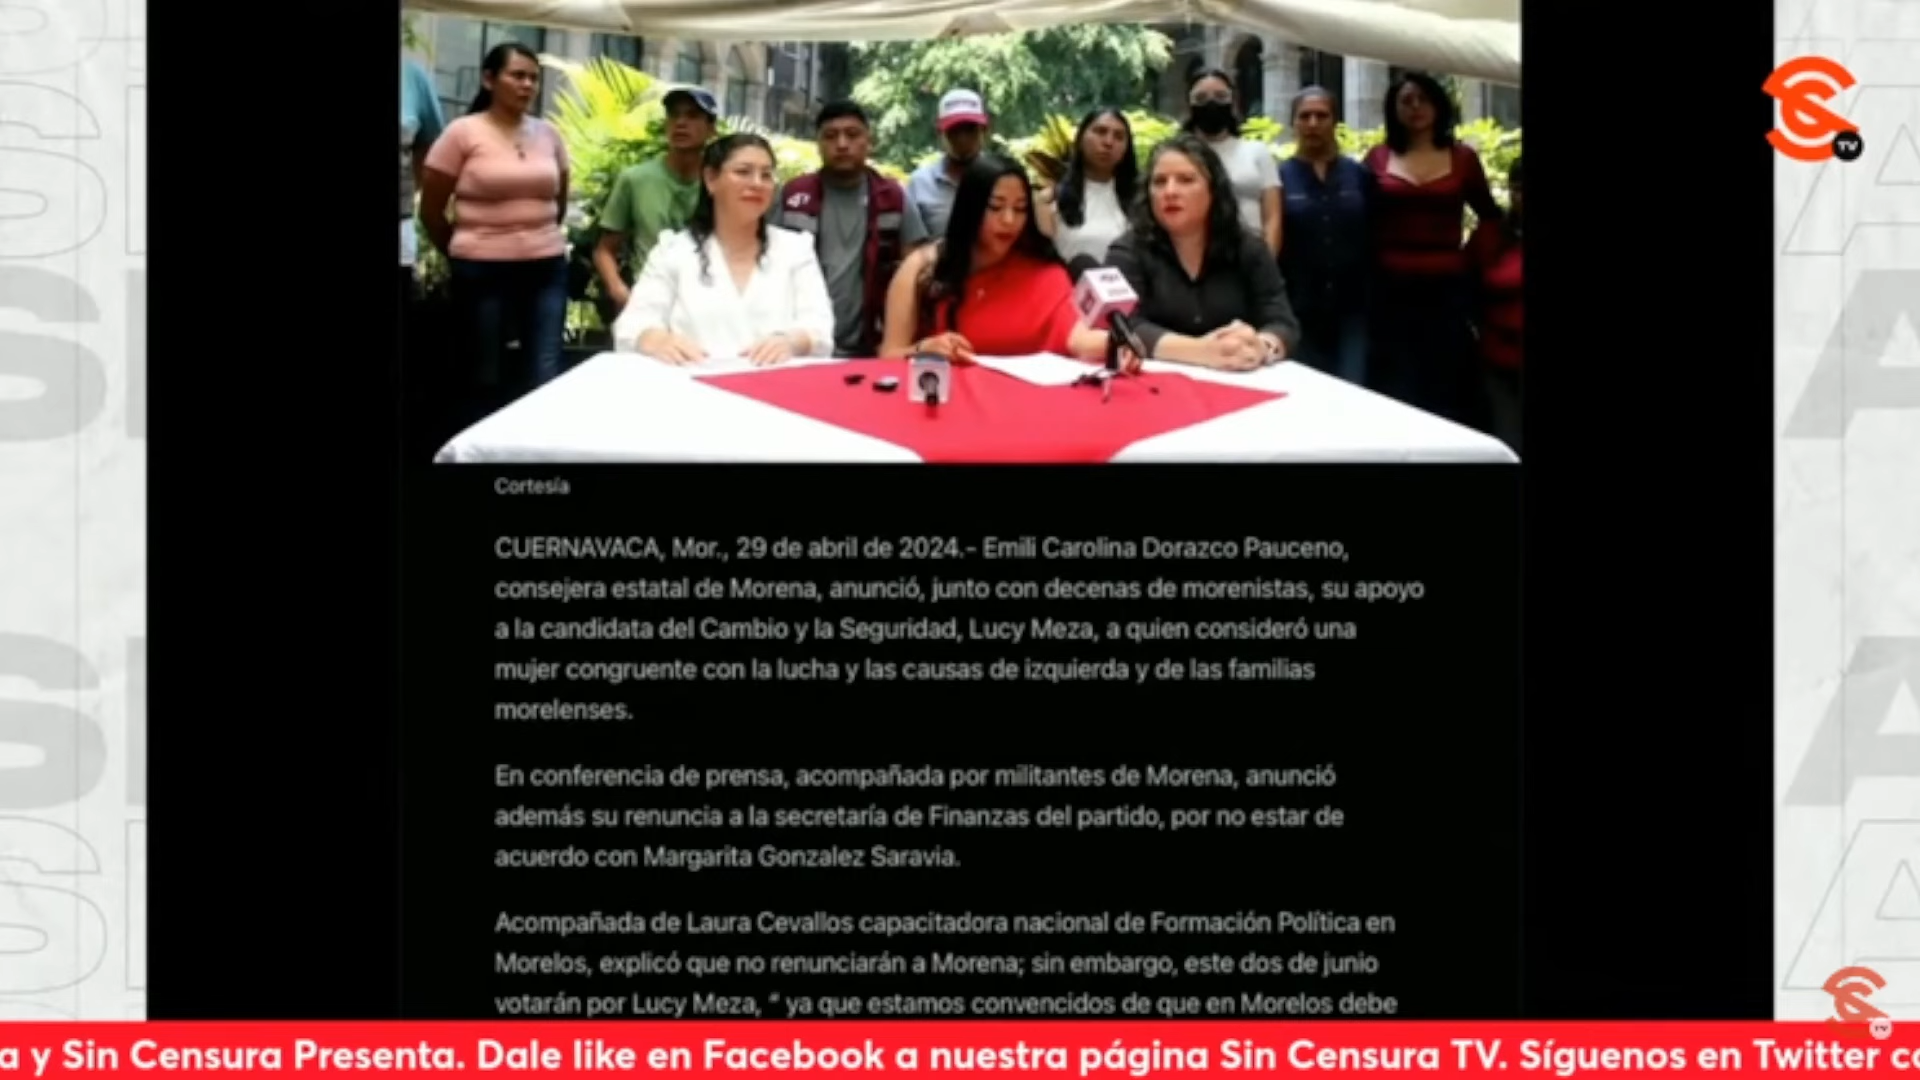 TV
Cortesía
CUERNAVACA, Mor., 29 de abril de 2024.- Emili Carolina Dorazco Pauceno,
consejera estatal de Morena, anunció, junto con decenas de morenistas, su apoyo
a la candidata del Cambio y la Seguridad, Lucy Meza, a quien consideró una
mujer congruente con la lucha y las causas de izquierda y de las familias
morelenses.
En conferencia de prensa, acompañada por militantes de Morena, anunció
además su renuncia a la secretaría de Finanzas del partido, por no estar de
acuerdo con Margarita Gonzalez Saravia.
Acompañada de Laura Cevallos capacitadora nacional de Formación Política en
Morelos, explicó que no renunciarán a Morena; sin embargo, este dos de junio
votarán por Lucy Meza, “ ya que estamos convencidos de que en Morelos debe
TV
a y Sin Censura Presenta. Dale like en Facebook a nuestra página Sin Censura TV. Síguenos en Twitter co